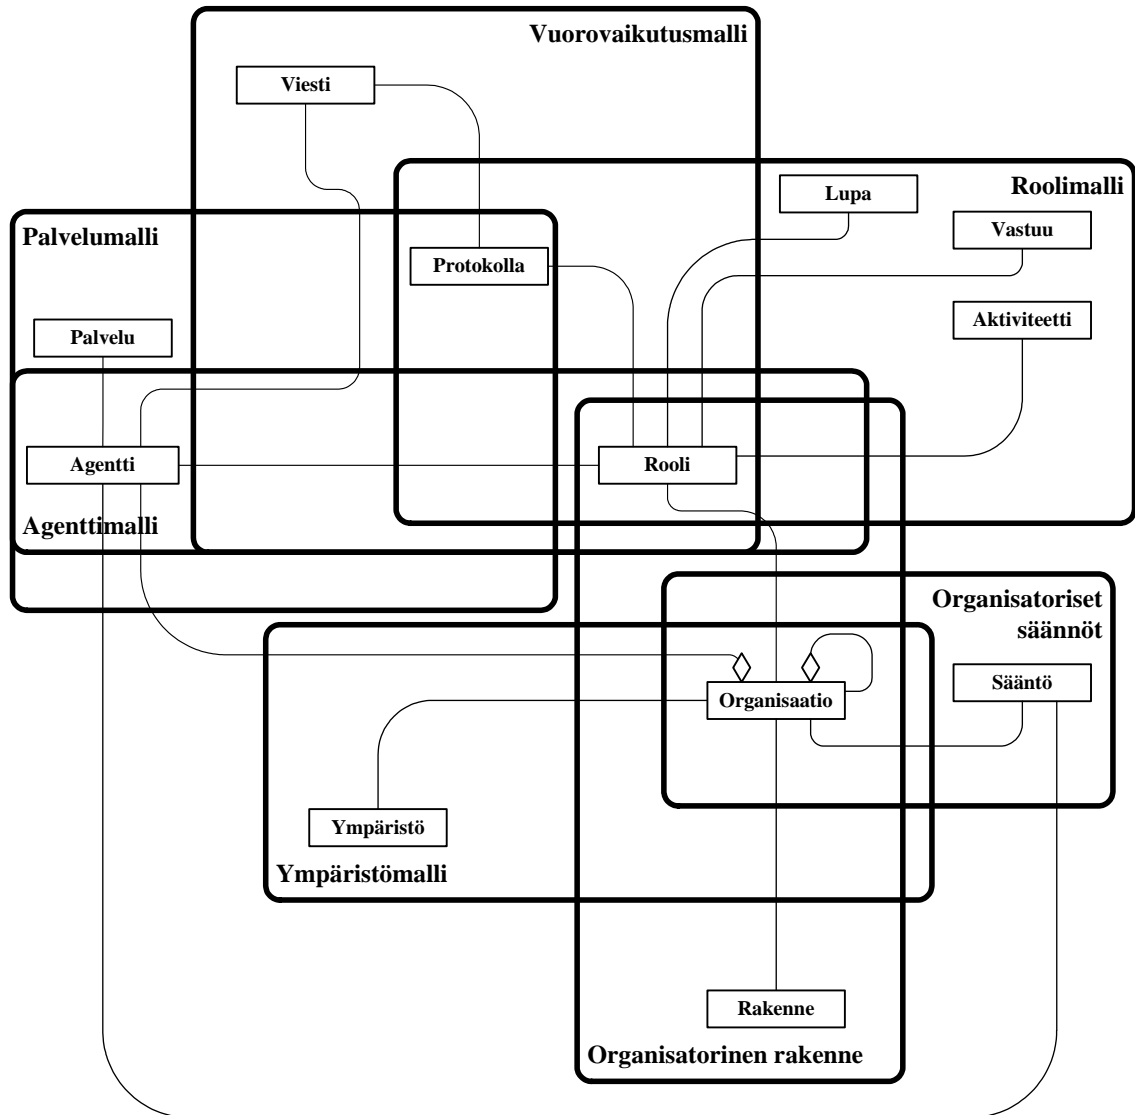 Vuorovaikutusmalli
Viesti
Roolimalli
Lupa
Vastuu
Palvelumalli
Protokolla
Palvelu
Aktiviteetti
Agentti
Rooli
Agenttimalli
Organisatoriset
säännöt
Sääntö
Organisaatio
Ympäristö
Ympäristömalli
Rakenne
Organisatorinen rakenne